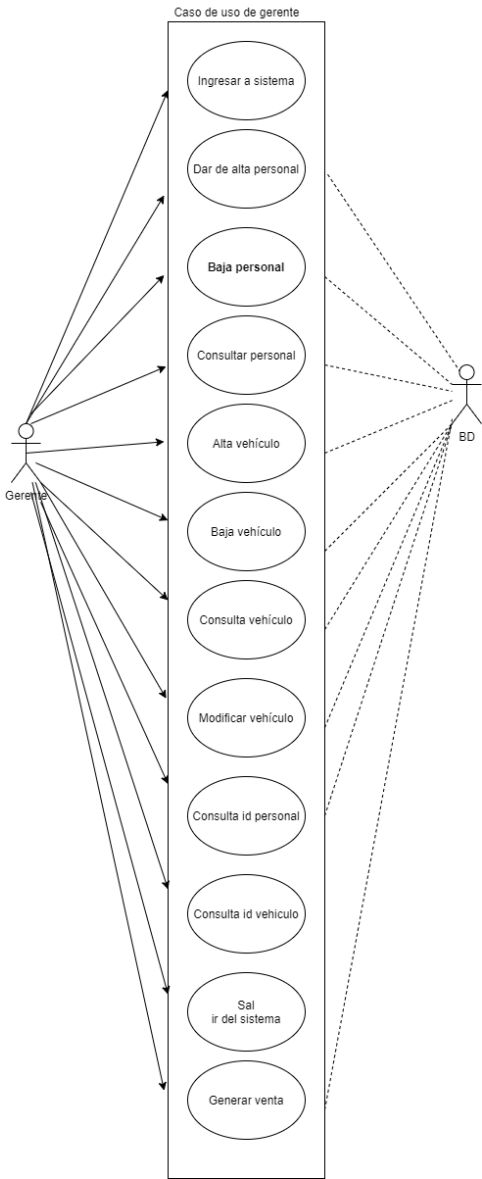 Caso de uso de gerente
Ingresar a sistema
Dar de alta personal
Baja personal
Consultar personal
Alta vehículo
Baja vehículo
Consulta vehículo
Modificar vehículo
Consulta id personal
Consulta id vehiculo
Sal
ir del sistema
Generar venta
Gerente
BD